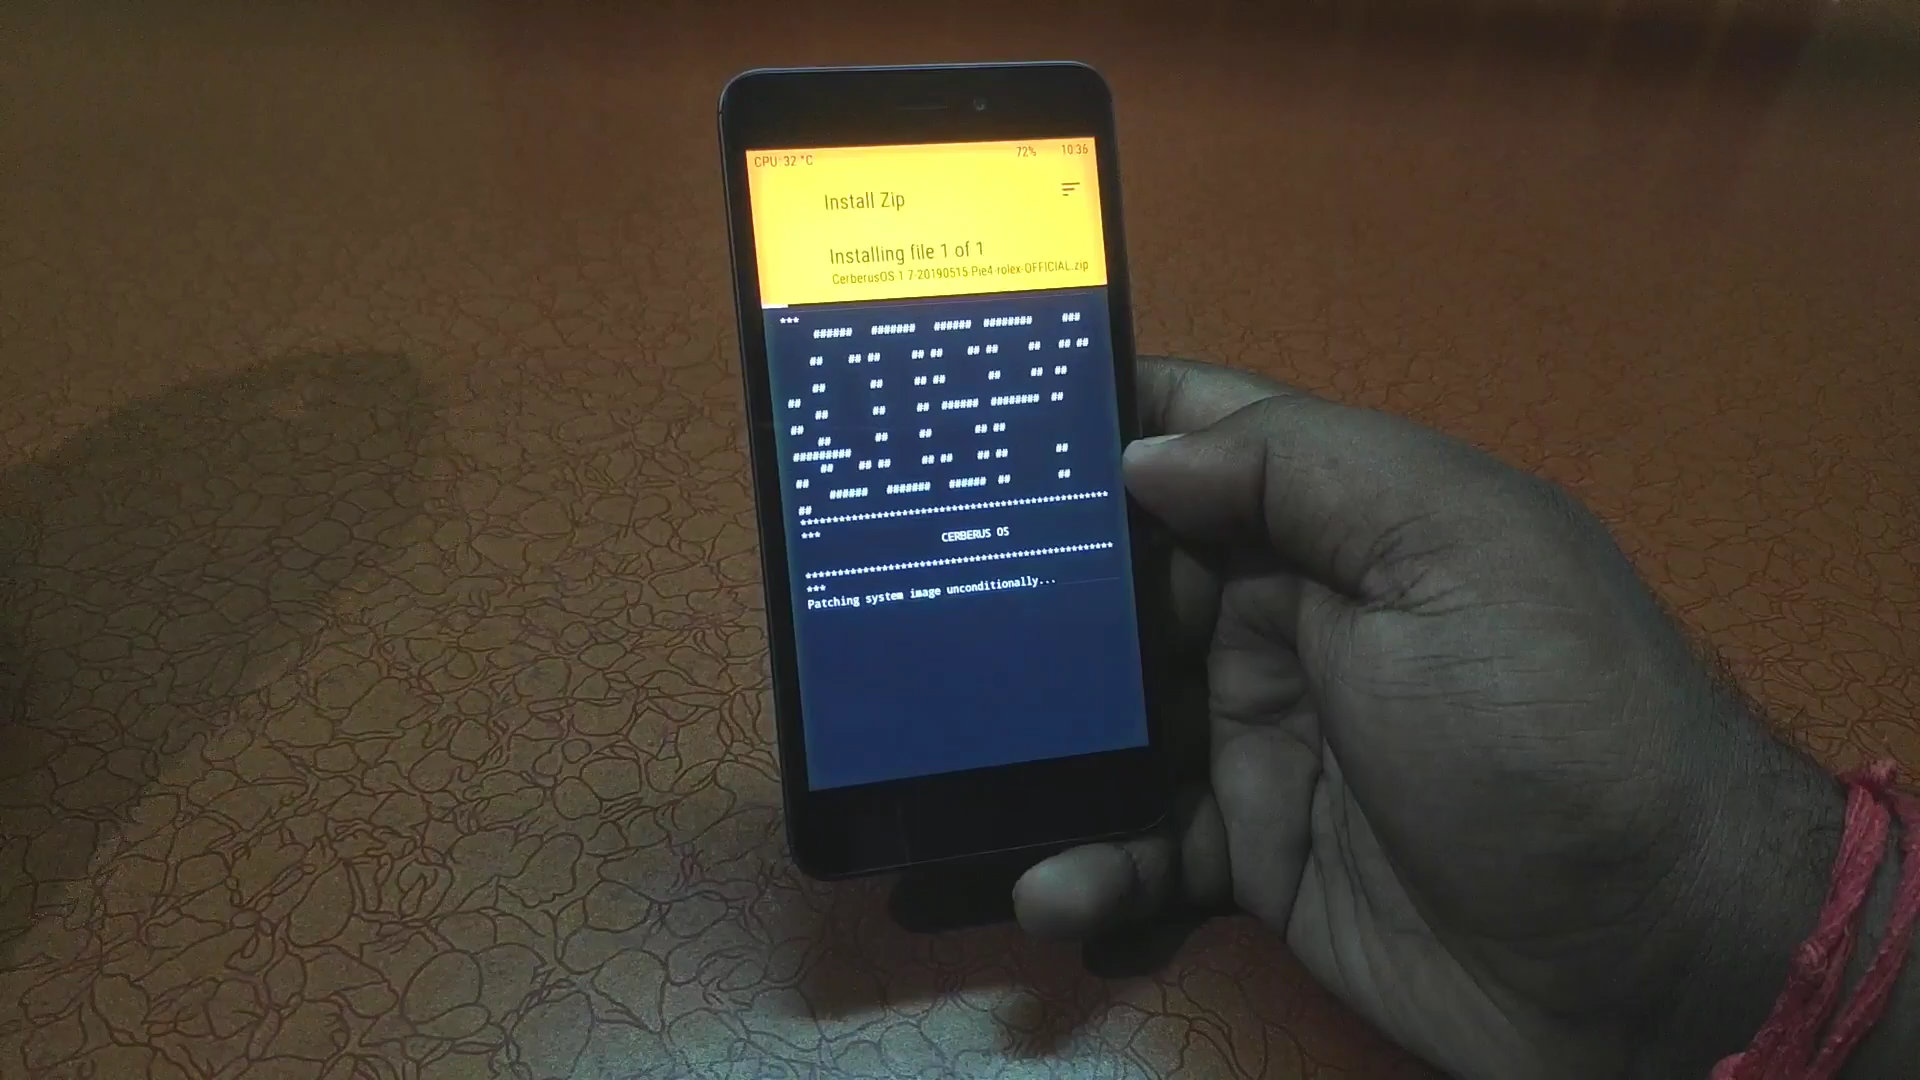 CPU: 32 °C 72% 10:36
Install Zip
Installing file 1 of 1
CerberusOS 1.7-20190515 Pie4-rolex-OFFICIAL.zip
***
###### ####### ###### ######## ###
## ## ## ## ## ## ## ## ## ##
## ## ## ## ## ## ##
##
## ## ## ###### ######## ##
##
## ## ## ## ##
#########
## ## ## ## ## ## ## ##
##
###### ####### ###### ## ##
##
***********************************************
*** CERBERUS OS
***********************************************
***
Patching system image unconditionally...